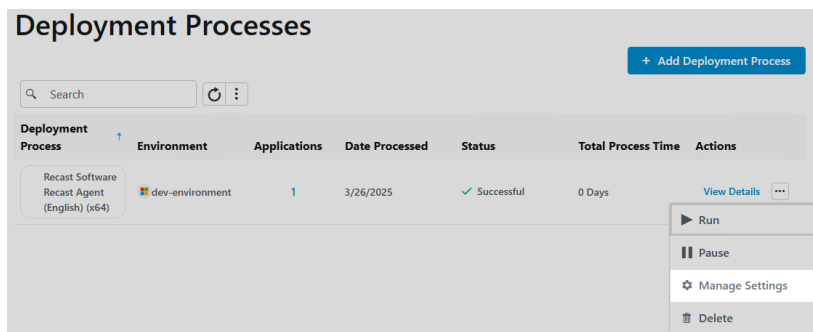 Deployment Processes
+ Add Deployment Process
Search
Deployment
Process Environment Applications Date Processed Status Total Process Time Actions
Recast Software
Recast Agent
(English) (x64)
dev-environment 1 3/26/2025 Successful 0 Days View Details
Run
Pause
Manage Settings
Delete